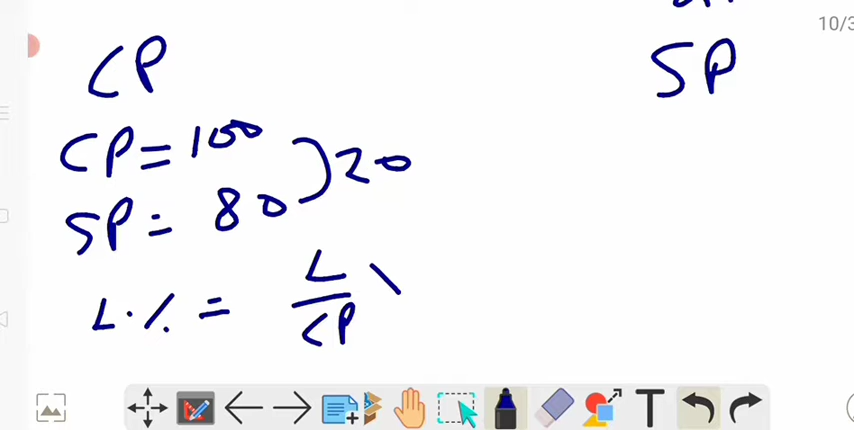 10/3
CP
SP
CP = 100
) 20
SP = 80
L.% = L/CP \
T